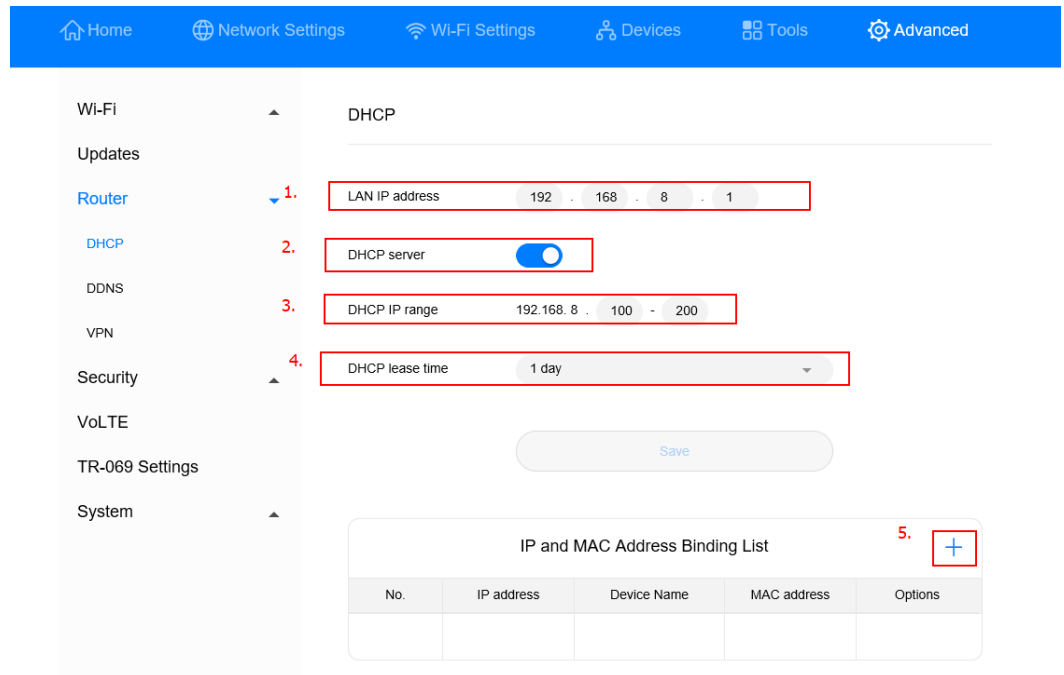 Home Network Settings Wi-Fi Settings Devices Tools Advanced
Wi-Fi
Updates
Router
DHCP
DDNS
VPN
Security
VoLTE
TR-069 Settings
System
DHCP
1. LAN IP address 192 . 168 . 8 . 1
2. DHCP server
3. DHCP IP range 192.168. 8 . 100 - 200
4. DHCP lease time 1 day
Save
IP and MAC Address Binding List 5. +
No. IP address Device Name MAC address Options